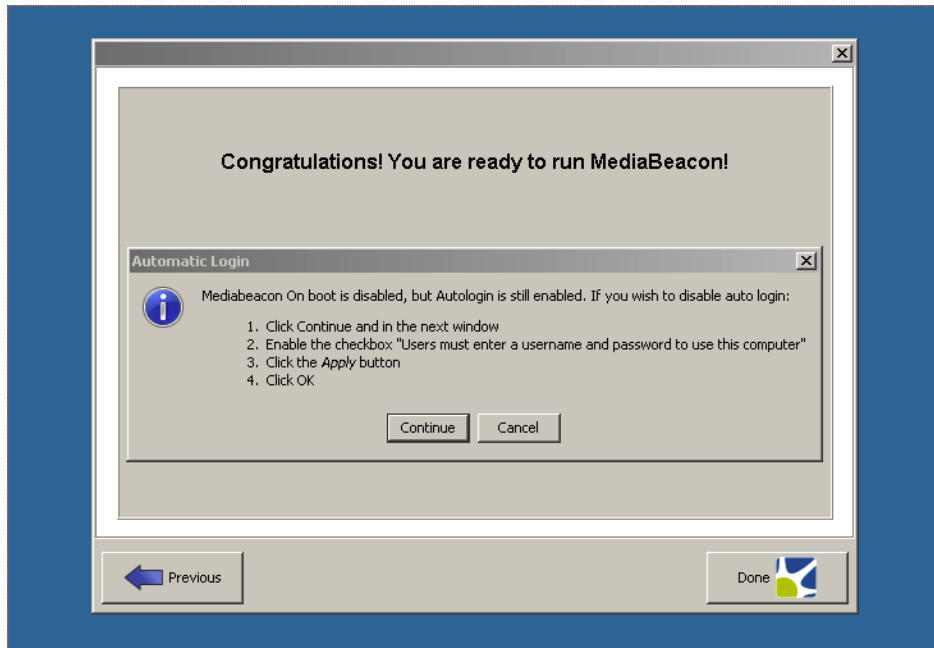 Congratulations! You are ready to run MediaBeacon!
Automatic Login
Mediabeacon On boot is disabled, but Autologin is still enabled. If you wish to disable auto login:
1. Click Continue and in the next window
2. Enable the checkbox "Users must enter a username and password to use this computer"
3. Click the Apply button
4. Click OK
Continue Cancel
Previous Done